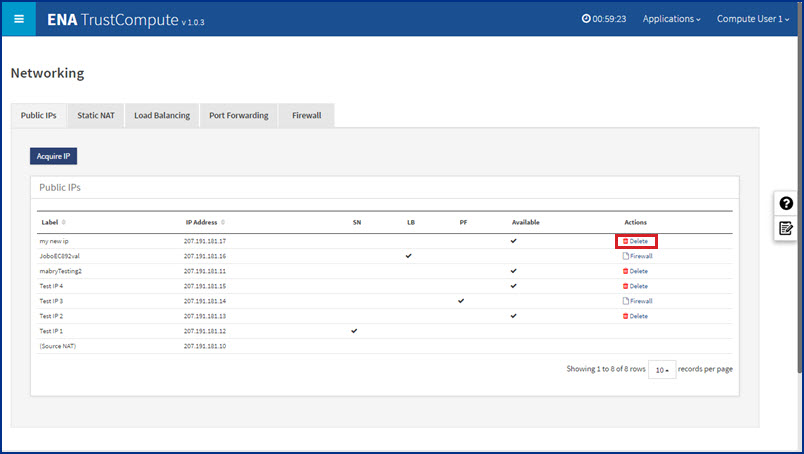 ENA TrustCompute v 1.0.3 00:59:23 Applications Compute User 1
Networking
Public IPs Static NAT Load Balancing Port Forwarding Firewall
Acquire IP
Public IPs
Label IP Address SN LB PF Available Actions
my new ip 207.191.181.17 Delete
JoboEG892val 207.191.181.16 Firewall
mabryTesting2 207.191.181.11 Delete
Test IP 4 207.191.181.15 Delete
Test IP 3 207.191.181.14 Firewall
Test IP 2 207.191.181.13 Delete
Test IP 1 207.191.181.12
(Source NAT) 207.191.181.10
Showing 1 to 8 of 8 rows 10 records per page